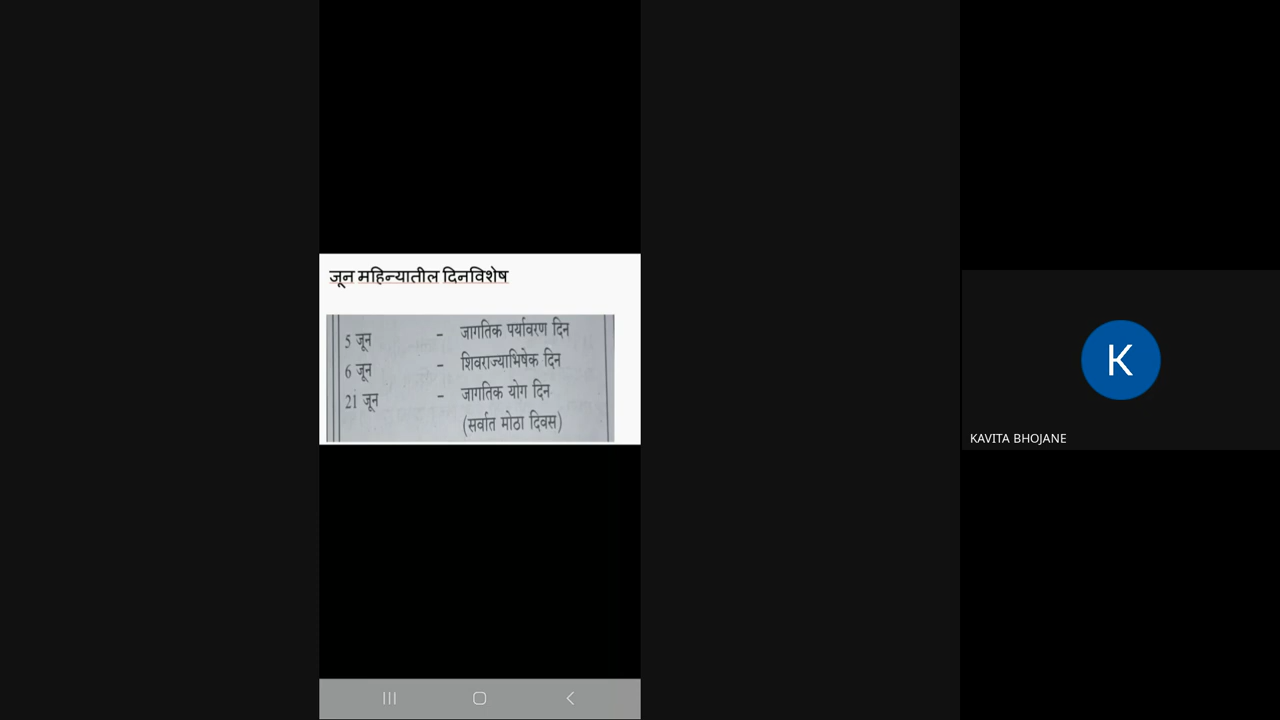 जून महिन्यातील दिनविशेष
5 जून - जागतिक पर्यावरण दिन
6 जून - शिवराज्याभिषेक दिन
21 जून - जागतिक योग दिन
(सर्वात मोठा दिवस)
K
KAVITA BHOJANE